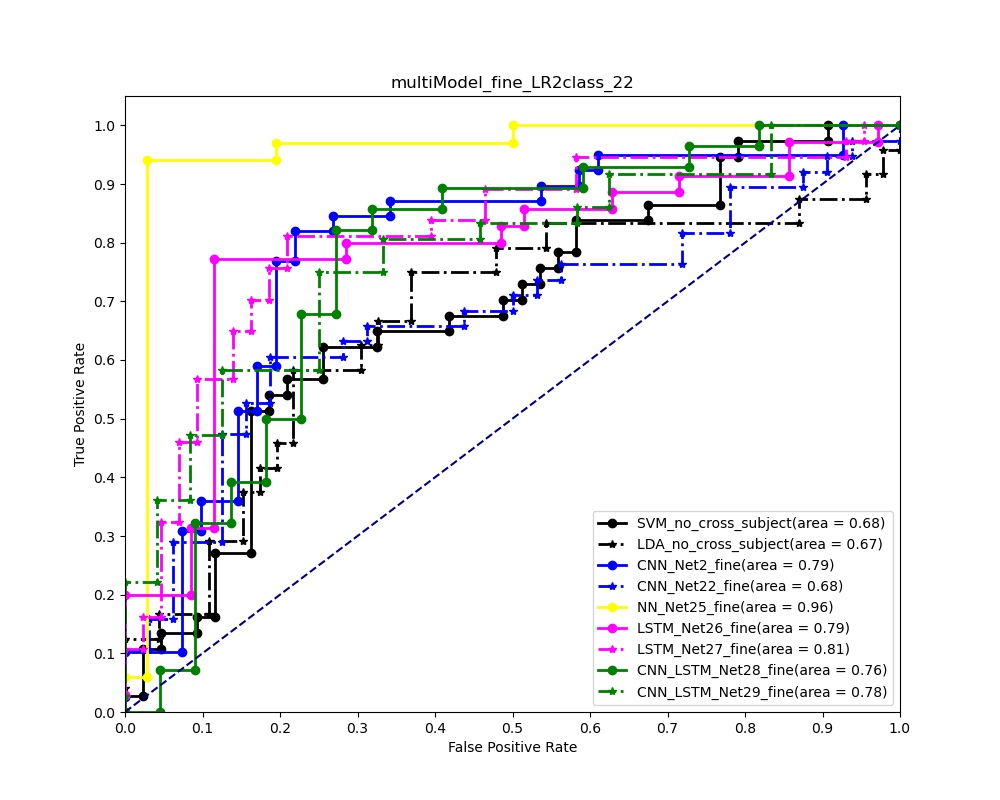 multiModel_fine_LR2class_22
True Positive Rate
1.0
0.9
0.8
0.7
0.6
0.5
0.4
0.3
0.2
0.1
0.0
SVM_no_cross_subject(area = 0.68)
LDA_no_cross_subject(area = 0.67)
CNN_Net2_fine(area = 0.79)
CNN_Net22_fine(area = 0.68)
NN_Net25_fine(area = 0.96)
LSTM_Net26_fine(area = 0.79)
LSTM_Net27_fine(area = 0.81)
CNN_LSTM_Net28_fine(area = 0.76)
CNN_LSTM_Net29_fine(area = 0.78)
0.0 0.1 0.2 0.3 0.4 0.5 0.6 0.7 0.8 0.9 1.0
False Positive Rate